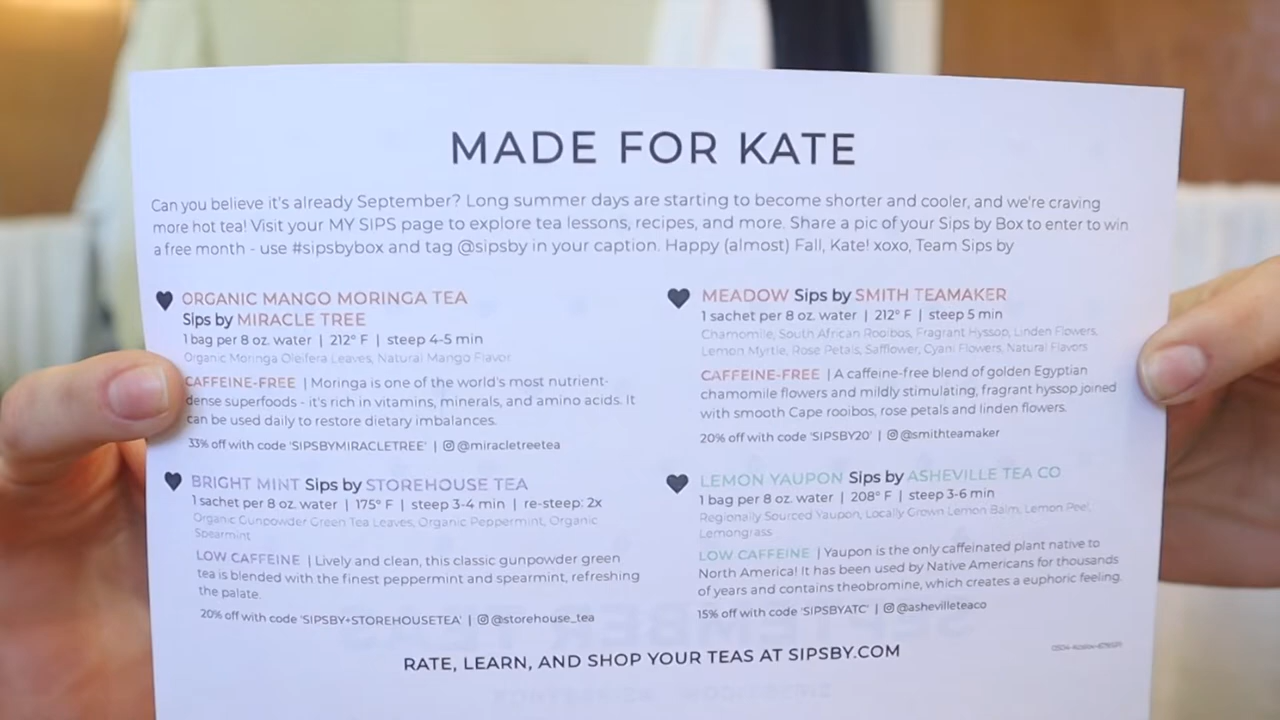 MADE FOR KATE
Can you believe it's already September? Long summer days are starting to become shorter and cooler, and we're craving
more hot tea! Visit your MY SIPS page to explore tea lessons, recipes, and more. Share a pic of your Sips by Box to enter to win
a free month - use #sipsbybox and tag @sipsby in your caption. Happy (almost) Fall, Kate! xoxo, Team Sips by
ORGANIC MANGO MORINGA TEA
Sips by MIRACLE TREE
1 bag per 8 oz. water | 212° F | steep 4-5 min
Organic Moringa Oleifera Leaves, Natural Mango Flavor
CAFFEINE-FREE | Moringa is one of the world's most nutrient-
dense superfoods - it's rich in vitamins, minerals, and amino acids. It
can be used daily to restore dietary imbalances.
33% off with code 'SIPSBYMIRACLETREE' | @miracletreetea
MEADOW Sips by SMITH TEAMAKER
1 sachet per 8 oz. water | 212° F | steep 5 min
Chamomile, South African Rooibos, Fragrant Hyssop, Linden Flowers,
Lemon Myrtle, Rose Petals, Safflower, Cyani Flowers, Natural Flavors
CAFFEINE-FREE | A caffeine-free blend of golden Egyptian
chamomile flowers and mildly stimulating, fragrant hyssop joined
with smooth Cape rooibos, rose petals and linden flowers.
20% off with code 'SIPSBY20' | @smithteamaker
BRIGHT MINT Sips by STOREHOUSE TEA
1 sachet per 8 oz. water | 175° F | steep 3-4 min | re-steep: 2x
Organic Gunpowder Green Tea Leaves, Organic Peppermint, Organic
Spearmint
LOW CAFFEINE | Lively and clean, this classic gunpowder green
tea is blended with the finest peppermint and spearmint, refreshing
the palate.
20% off with code 'SIPSBY+STOREHOUSETEA' | @storehouse_tea
LEMON YAUPON Sips by ASHEVILLE TEA CO
1 bag per 8 oz. water | 208° F | steep 3-6 min
Regionally Sourced Yaupon, Locally Grown Lemon Balm, Lemon Peel,
Lemongrass
LOW CAFFEINE | Yaupon is the only caffeinated plant native to
North America! It has been used by Native Americans for thousands
of years and contains theobromine, which creates a euphoric feeling.
15% off with code 'SIPSBYATC' | @ashevilleteaco
RATE, LEARN, AND SHOP YOUR TEAS AT SIPSBY.COM